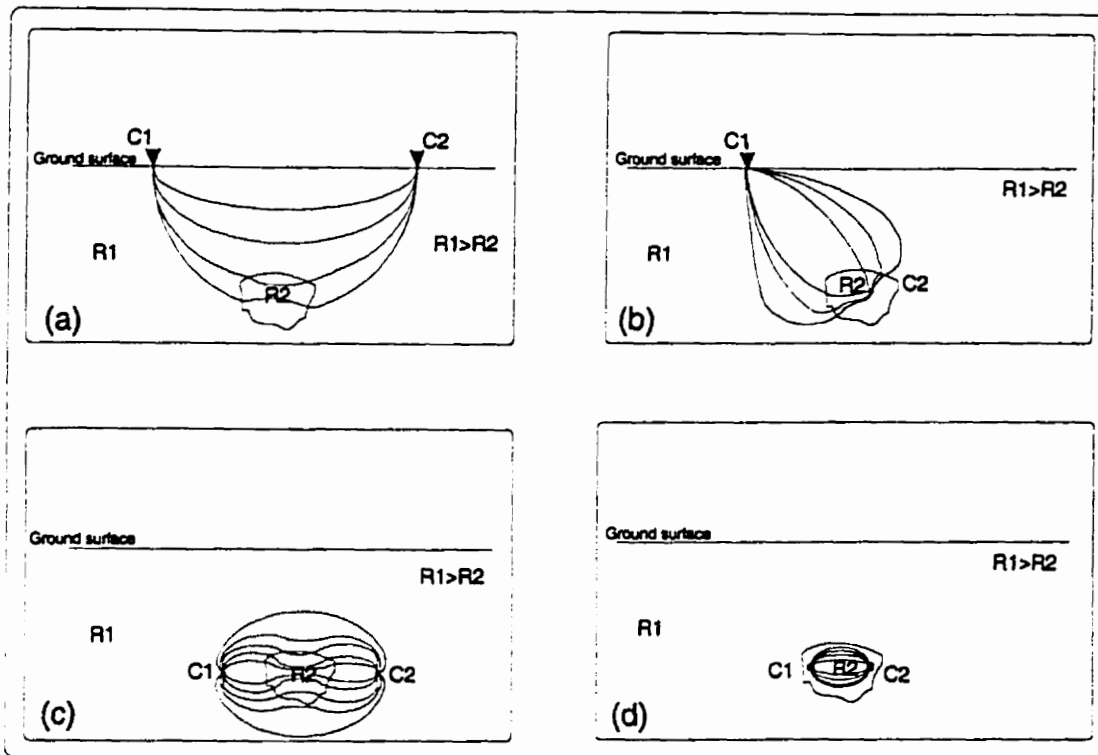 C1
C2
Ground surface
R1
R1>R2
R2
(a)
C1
Ground surface
R1>R2
R1
R2
C2
(b)
Ground surface
R1>R2
R1
C1
R2
C2
(c)
Ground surface
R1>R2
R1
C1
R2
C2
(d)